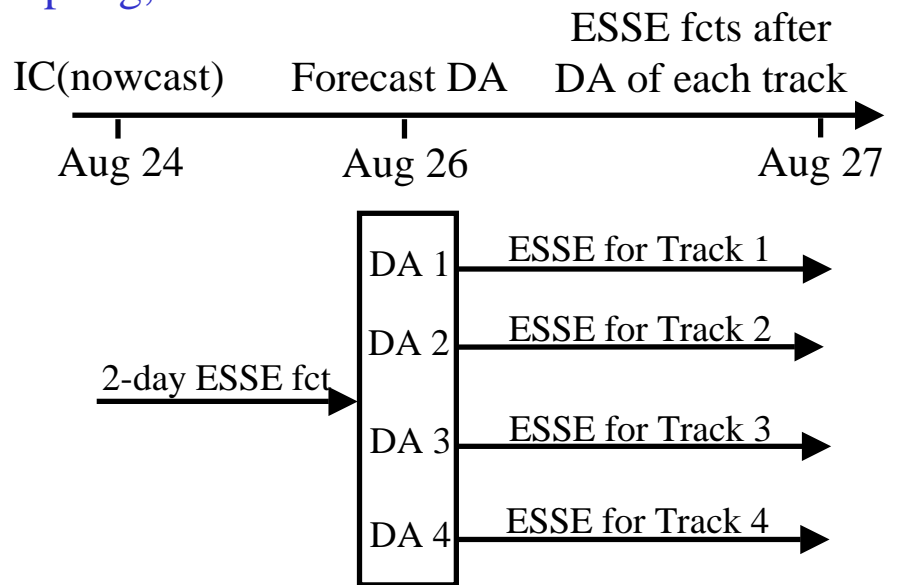 ESSE fcts after
IC(nowcast) Forecast DA DA of each track
Aug 24 Aug 26 Aug 27
DA 1 ESSE for Track 1
DA 2 ESSE for Track 2
2-day ESSE fct
DA 3 ESSE for Track 3
DA 4 ESSE for Track 4